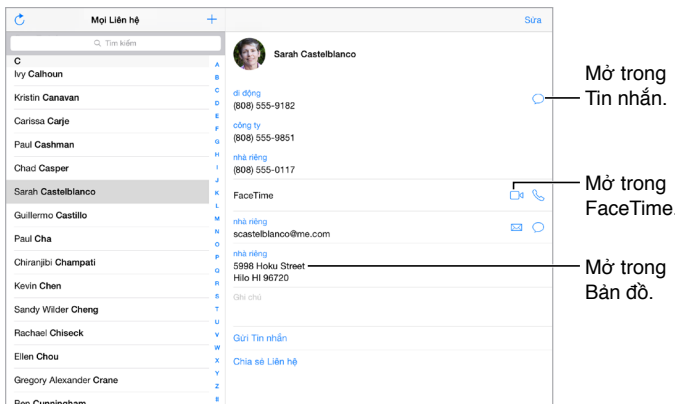 Mọi Liên hệ
+
Sửa
Tìm kiếm
C
Ivy Calhoun
Kristin Canavan
Carissa Carje
Paul Cashman
Chad Casper
Sarah Castelblanco
Guillermo Castillo
Paul Cha
Chiranjibi Champati
Kevin Chen
Sandy Wilder Cheng
Rachael Chiseck
Ellen Chou
Gregory Alexander Crane
Ben Cunningham
A
B
C
D
E
F
G
H
I
J
K
L
M
N
O
P
Q
R
S
T
U
V
W
X
Y
Z
#
Sarah Castelblanco
di động
(808) 555-9182
công ty
(808) 555-9851
nhà riêng
(808) 555-0117
FaceTime
nhà riêng
scastelblanco@me.com
nhà riêng
5998 Hoku Street
Hilo HI 96720
Ghi chú
Gửi Tin nhắn
Chia sẻ Liên hệ
Mở trong
Tin nhắn.
Mở trong
FaceTime.
Mở trong
Bản đồ.